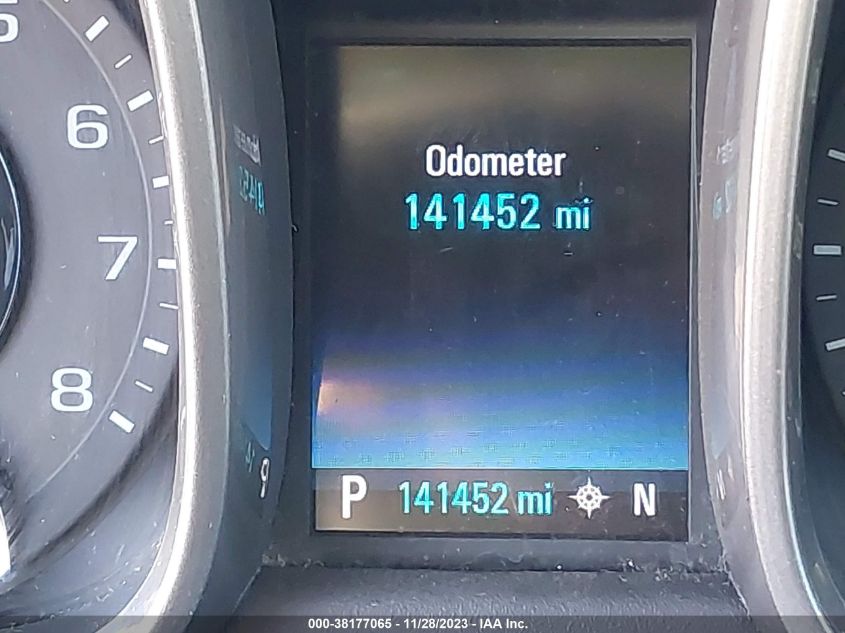 6
7
8
Odometer
141452 mi
P 141452 mi N
000-38177065 - 11/28/2023 - IAA Inc.